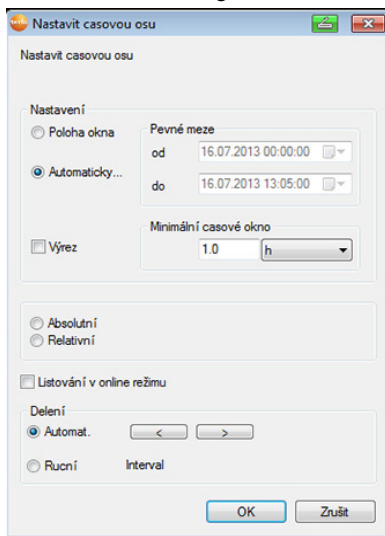 testo Nastavit casovou osu
Nastavit casovou osu
Nastavení
Poloha okna
Pevné meze
od 16.07.2013 00:00:00
Automaticky...
do 16.07.2013 13:05:00
Minimální casové okno
Výrez
1.0 h
Absolutní
Relativní
Listování v online režimu
Delení
Automat. < >
Rucní Interval
OK Zrušit